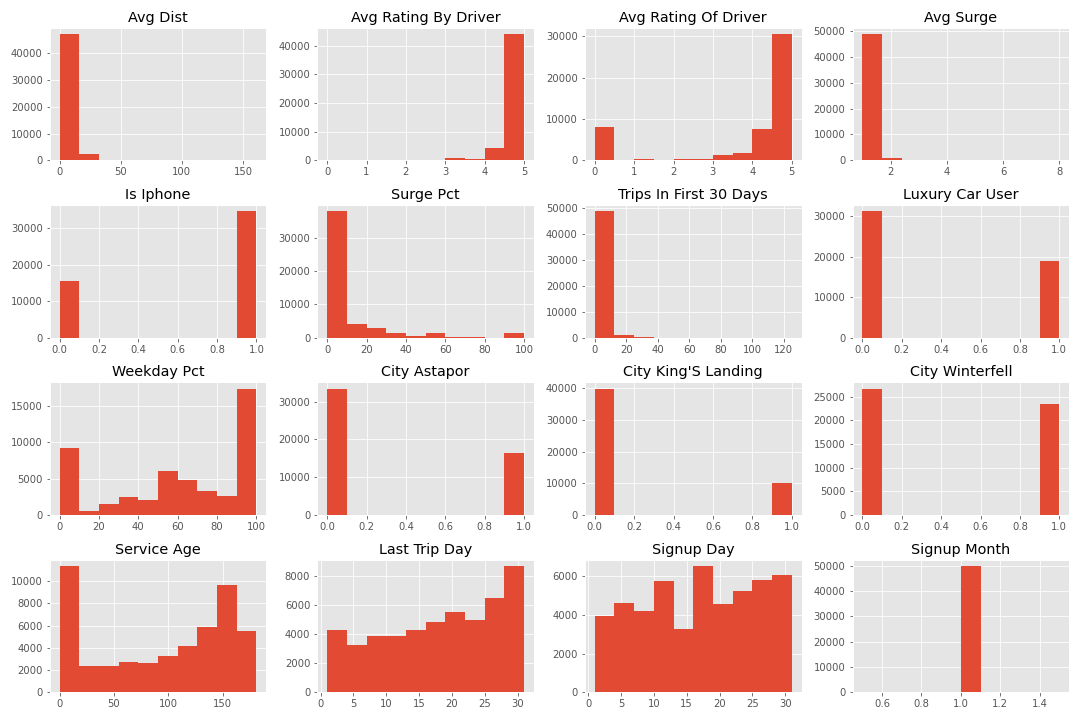 Avg Dist
40000
30000
20000
10000
0
0 50 100 150
Avg Rating By Driver
40000
30000
20000
10000
0
0 1 2 3 4 5
Avg Rating Of Driver
30000
20000
10000
0
0 1 2 3 4 5
Avg Surge
50000
40000
30000
20000
10000
0
2 4 6 8
Is Iphone
30000
20000
10000
0
0.0 0.2 0.4 0.6 0.8 1.0
Surge Pct
30000
20000
10000
0
0 20 40 60 80 100
Trips In First 30 Days
50000
40000
30000
20000
10000
0
0 20 40 60 80 100 120
Luxury Car User
30000
20000
10000
0
0.0 0.2 0.4 0.6 0.8 1.0
Weekday Pct
15000
10000
5000
0
0 20 40 60 80 100
City Astapor
30000
20000
10000
0
0.0 0.2 0.4 0.6 0.8 1.0
City King'S Landing
40000
30000
20000
10000
0
0.0 0.2 0.4 0.6 0.8 1.0
City Winterfell
25000
20000
15000
10000
5000
0
0.0 0.2 0.4 0.6 0.8 1.0
Service Age
10000
8000
6000
4000
2000
0
0 50 100 150
Last Trip Day
8000
6000
4000
2000
0
0 5 10 15 20 25 30
Signup Day
6000
4000
2000
0
0 5 10 15 20 25 30
Signup Month
50000
40000
30000
20000
10000
0
0.6 0.8 1.0 1.2 1.4